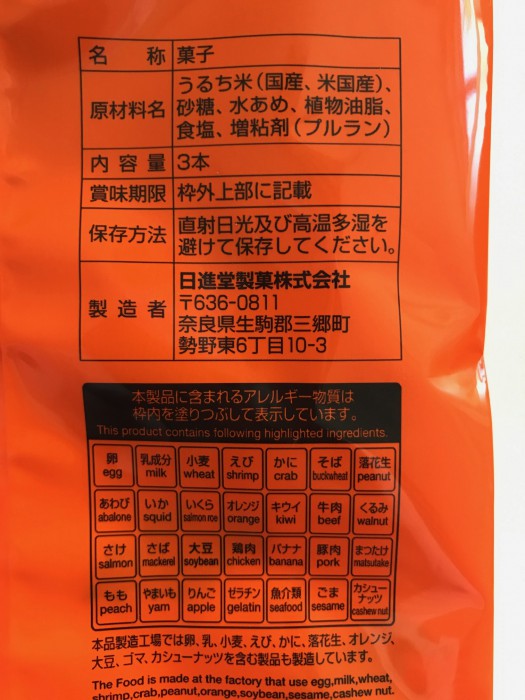 名称 菓子
原材料名 うるち米(国産、米国産)、
砂糖、水あめ、植物油脂、
食塩、増粘剤(プルラン)
内容量 3本
賞味期限 枠外上部に記載
保存方法 直射日光及び高温多湿を
避けて保存してください。
製造者 日進堂製菓株式会社
〒636-0811
奈良県生駒郡三郷町
勢野東6丁目10-3
本製品に含まれるアレルギー物質は
枠内を塗りつぶして表示しています。
This product contains following highlighted ingredients.
卵 乳成分 小麦 えび かに そば 落花生
egg milk wheat shrimp crab buckwheat peanut
あわび いか いくら オレンジ キウイ 牛肉 くるみ
abalone squid salmon roe orange kiwi beef walnut
さけ さば 大豆 鶏肉 バナナ 豚肉 まつたけ
salmon mackerel soybean chicken banana pork matsutake
もも やまいも りんご ゼラチン 魚介類 ごま カシューナッツ
peach yam apple gelatin seafood sesame cashew nut
本品製造工場では卵、乳、小麦、えび、かに、落花生、オレンジ、
大豆、ゴマ、カシューナッツを含む製品も製造しています。
The Food is made at the factory that use egg,milk,wheat,
shrimp,crab,peanut,orange,soybean,sesame,cashew nut.